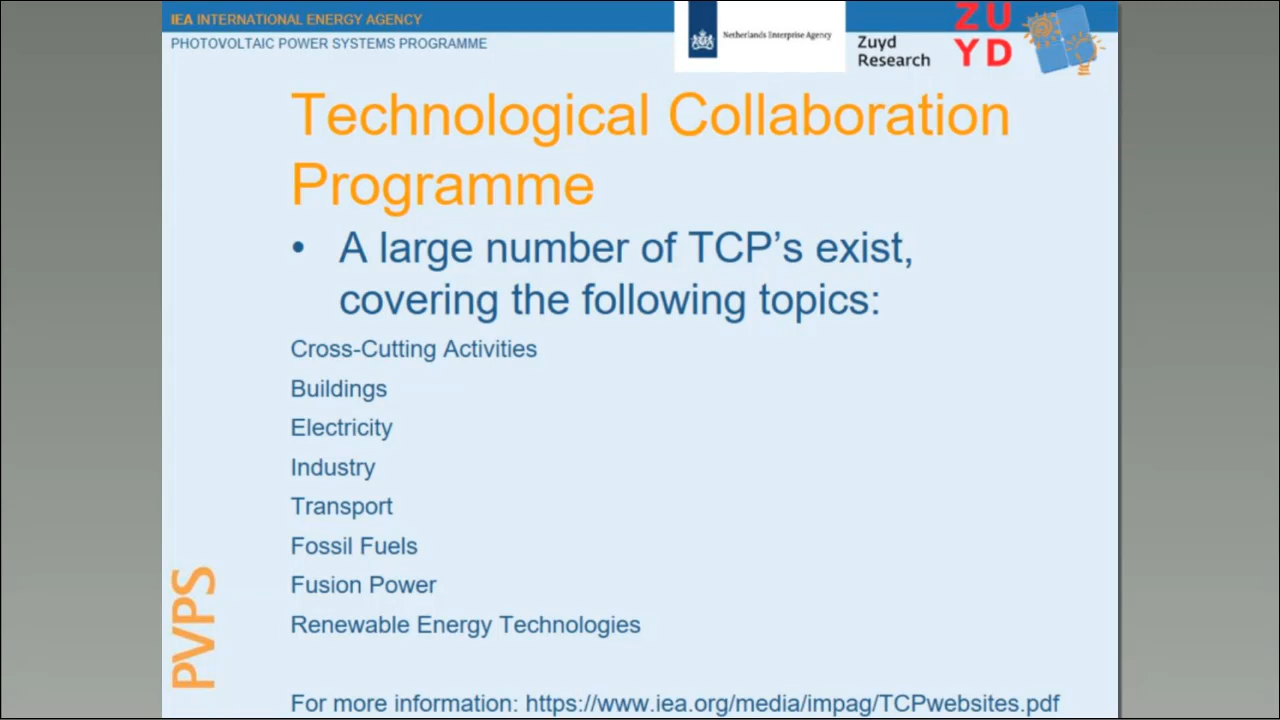 IEA INTERNATIONAL ENERGY AGENCY
PHOTOVOLTAIC POWER SYSTEMS PROGRAMME
Netherlands Enterprise Agency
Zuyd
Research
ZU
YD
Technological Collaboration
Programme
• A large number of TCP’s exist,
covering the following topics:
Cross-Cutting Activities
Buildings
Electricity
Industry
Transport
Fossil Fuels
Fusion Power
Renewable Energy Technologies
PVPS
For more information: https://www.iea.org/media/impag/TCPwebsites.pdf